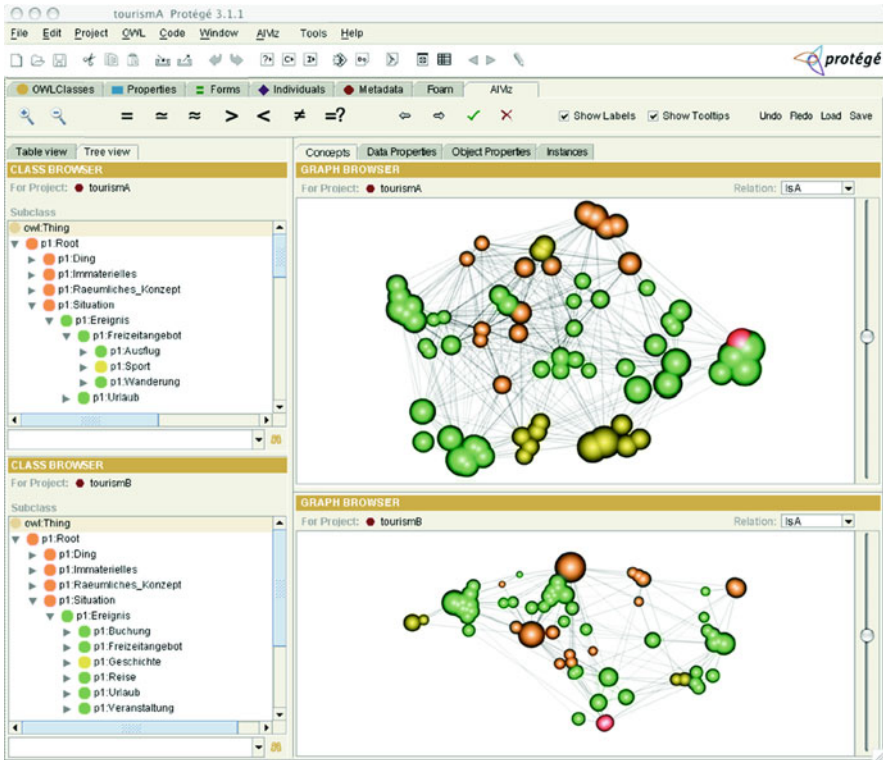 tourismA Protégé 3.1.1
File Edit Project OWL Code Window AIViz Tools Help
protégé
OWLClasses Properties Forms Individuals Metadata Foam AIViz
= ≃ ≈ > < ≠ =? Show Labels Show Tooltips Undo Redo Load Save
Table view Tree view
CLASS BROWSER
For Project: tourismA
Subclass
owl:Thing
p1:Root
p1:Ding
p1:Immaterielles
p1:Raeumliches_Konzept
p1:Situation
p1:Ereignis
p1:Freizeitangebot
p1:Ausflug
p1:Sport
p1:Wanderung
p1:Urlaub
CLASS BROWSER
For Project: tourismB
Subclass
owl:Thing
p1:Root
p1:Ding
p1:Immaterielles
p1:Raeumliches_Konzept
p1:Situation
p1:Ereignis
p1:Buchung
p1:Freizeitangebot
p1:Geschichte
p1:Reise
p1:Urlaub
p1:Veranstaltung
Concepts Data Properties Object Properties Instances
GRAPH BROWSER
For Project: tourismA Relation: IsA
GRAPH BROWSER
For Project: tourismB Relation: IsA